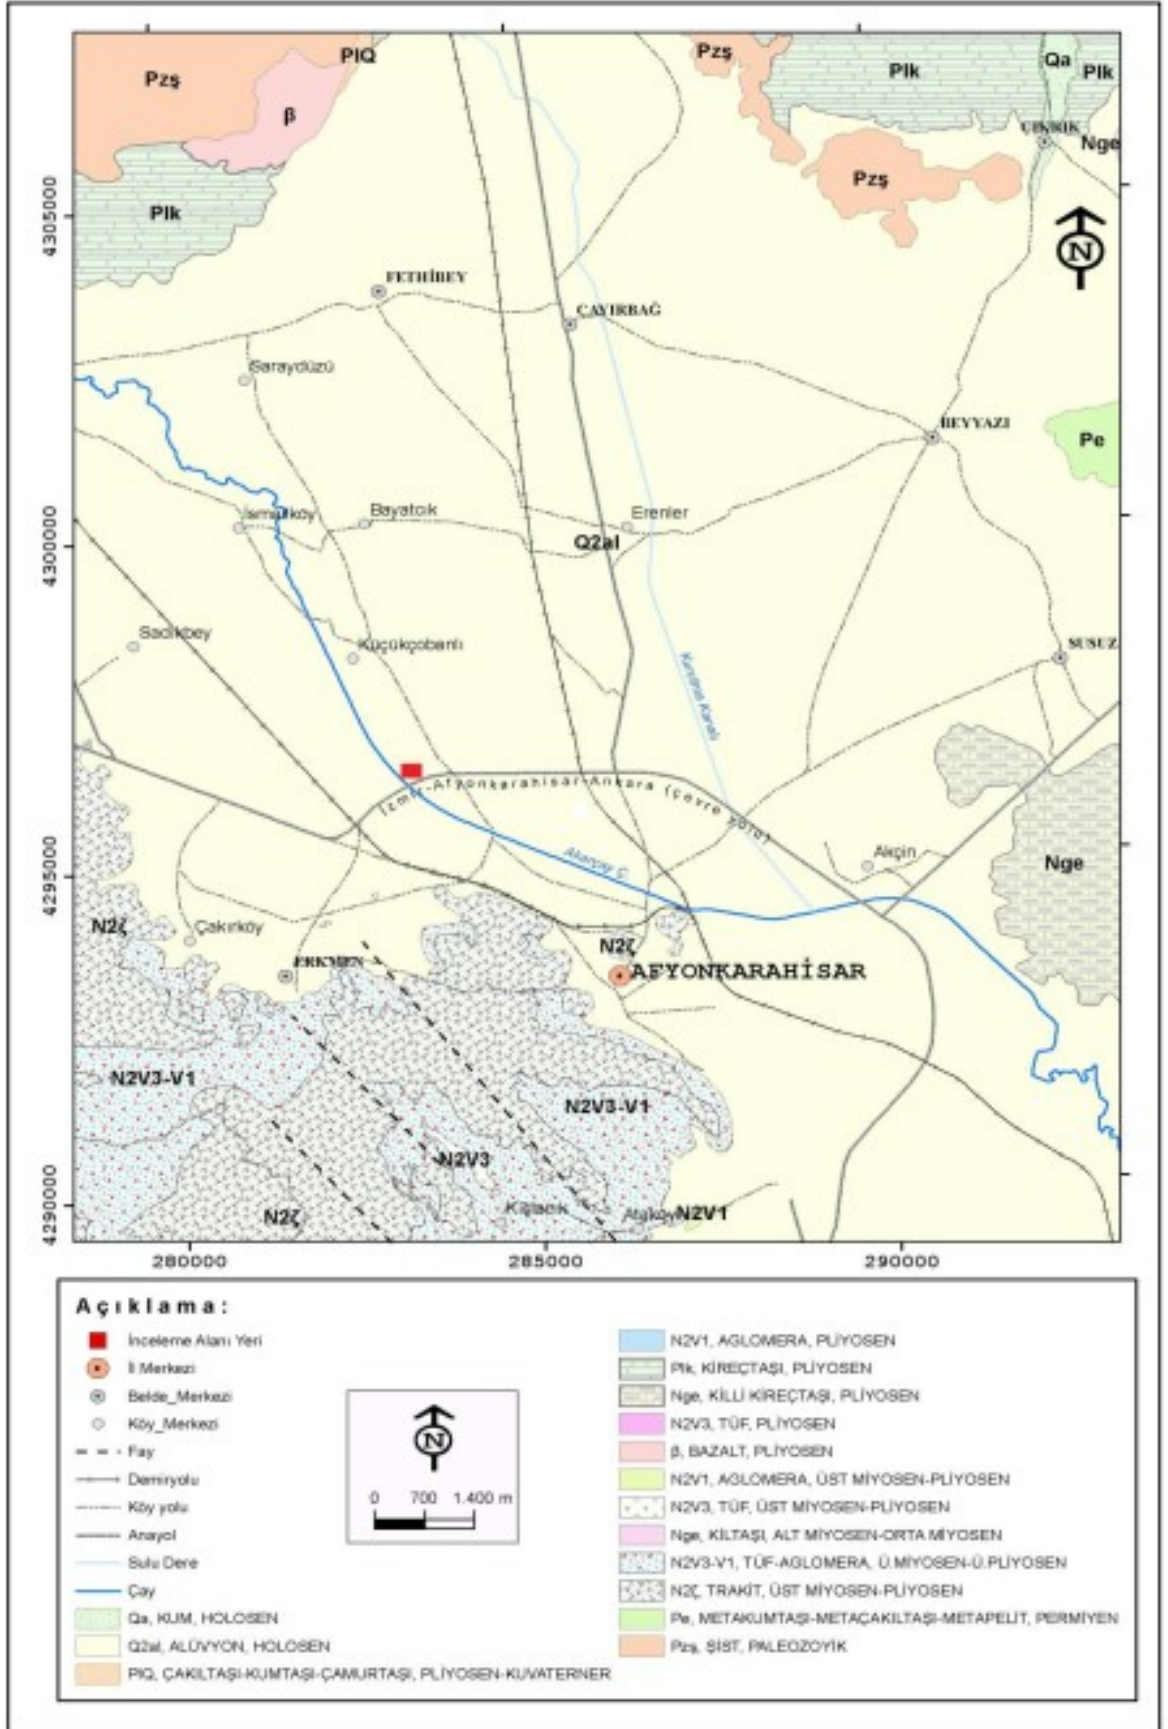 PlQ
Pzş
Pzş
Plk
Qa
Plk
β
ÇIKRIK
Nge
Pzş
Plk
N
4305000
FETHİBEY
ÇAYIRBAĞ
Saraydüzü
BEYYAZI
Pe
İsmailköy
Bayatcık
Erenler
Q2al
4300000
Sadıkbey
Küçükçobanlı
SUSUZ
Kurutma Kanalı
İzmir-Afyonkarahisar-Ankara (çevre yolu)
Akarçay Ç.
Akçin
Nge
4295000
N2ζ
Çakırköy
N2ζ
ERKMEN
AFYONKARAHİSAR
N2V3-V1
N2V3-V1
N2V3
Kışlacık
Ataköy
N2V1
N2ζ
4290000
280000
285000
290000
Açıklama:
İnceleme Alanı Yeri
İl Merkezi
Belde_Merkezi
Köy_Merkezi
Fay
Demiryolu
Köy yolu
Anayol
Sulu Dere
Çay
Qa, KUM, HOLOSEN
Q2al, ALÜVYON, HOLOSEN
PlQ, ÇAKILTAŞI-KUMTAŞI-ÇAMURTAŞI, PLİYOSEN-KUVATERNER
N
0 700 1.400 m
N2V1, AGLOMERA, PLİYOSEN
Plk, KİREÇTAŞI, PLİYOSEN
Nge, KİLLİ KİREÇTAŞI, PLİYOSEN
N2V3, TÜF, PLİYOSEN
β, BAZALT, PLİYOSEN
N2V1, AGLOMERA, ÜST MİYOSEN-PLİYOSEN
N2V3, TÜF, ÜST MİYOSEN-PLİYOSEN
Nge, KİLTAŞI, ALT MİYOSEN-ORTA MİYOSEN
N2V3-V1, TÜF-AGLOMERA, Ü.MİYOSEN-Ü.PLİYOSEN
N2ζ, TRAKİT, ÜST MİYOSEN-PLİYOSEN
Pe, METAKUMTAŞI-METAÇAKILTAŞI-METAPELİT, PERMİYEN
Pzş, ŞİST, PALEOZOYİK